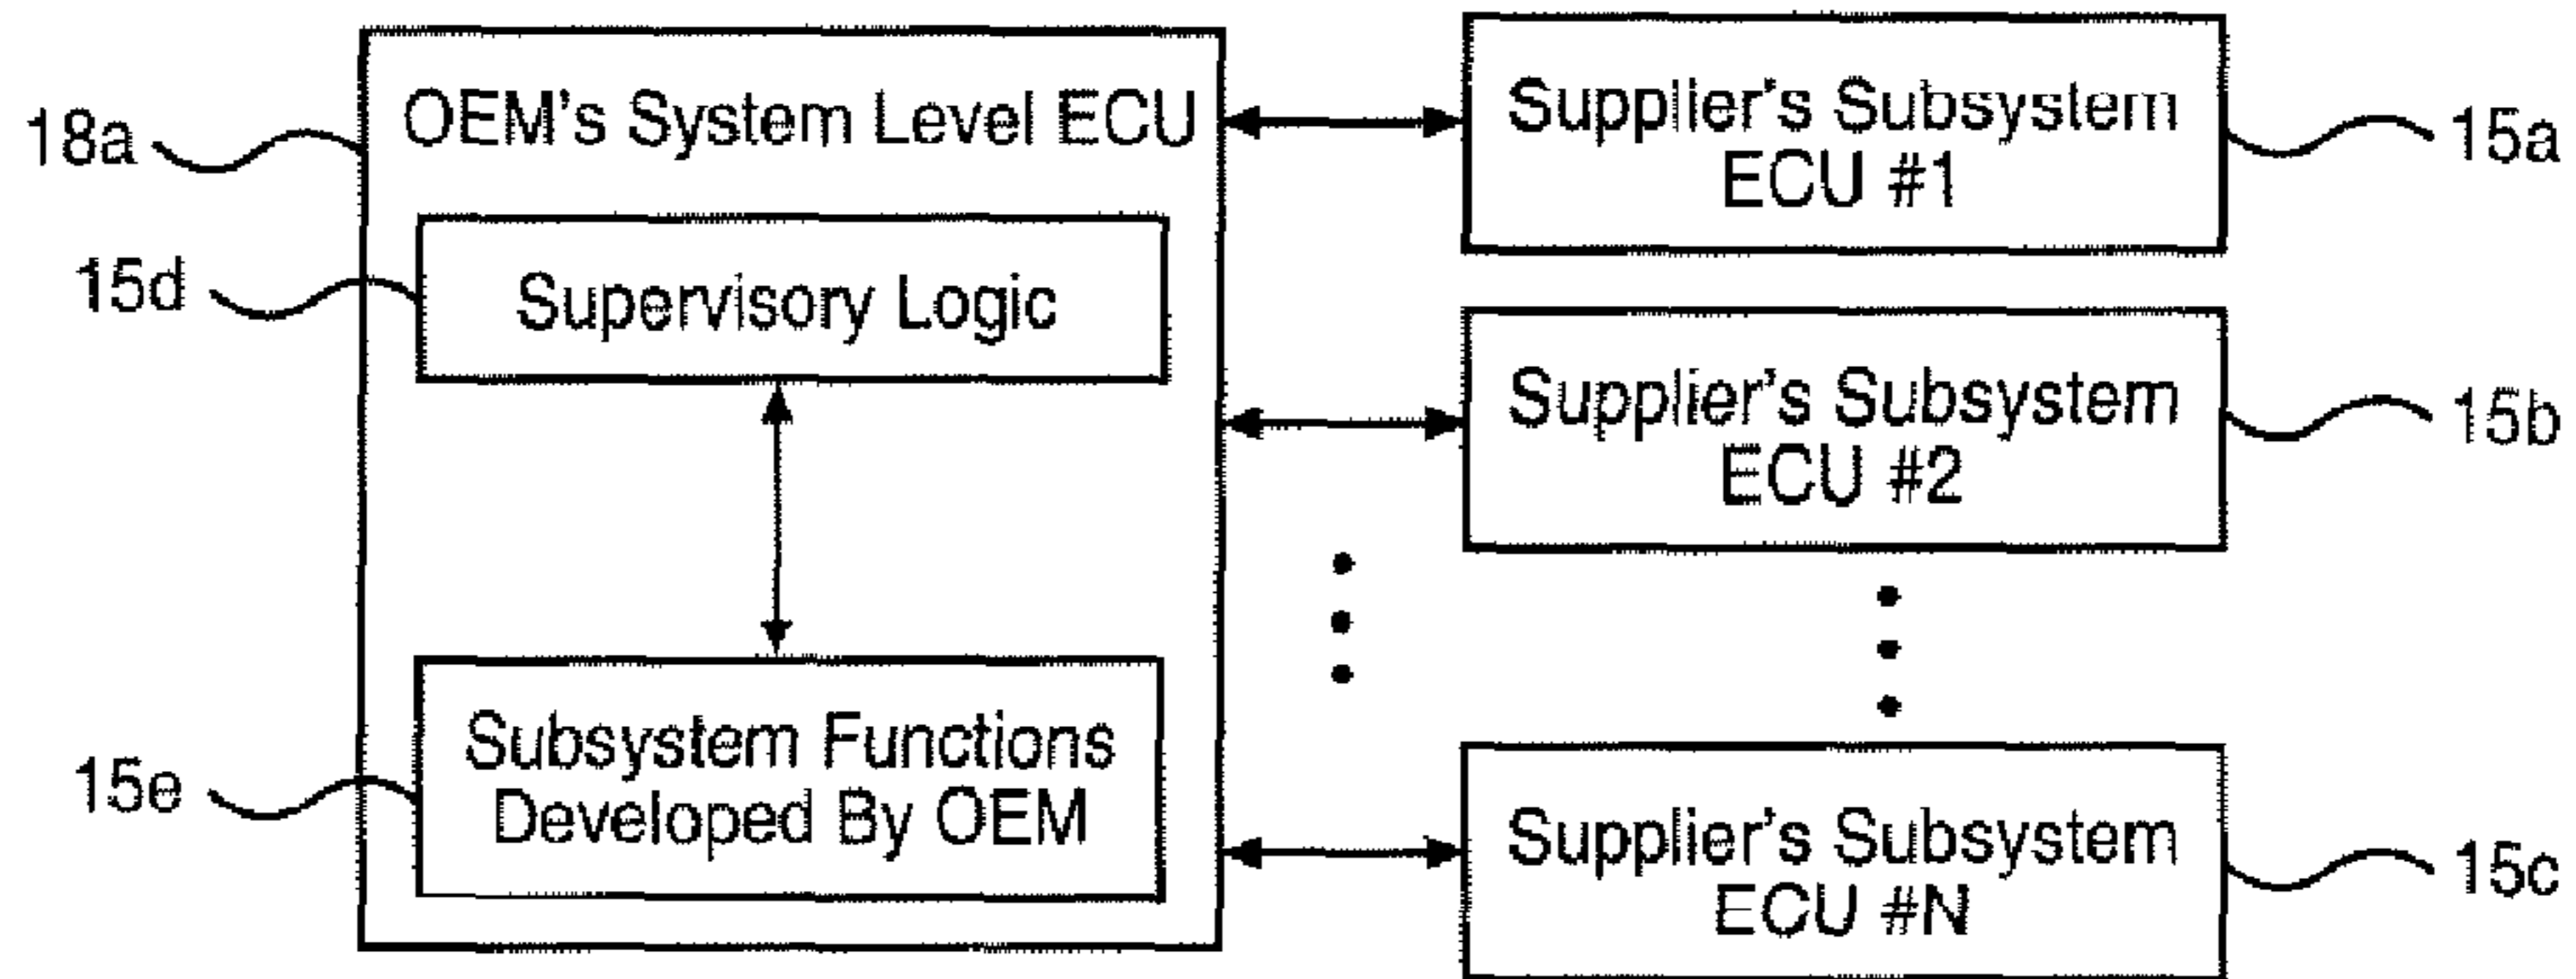 18a
OEM's System Level ECU
15d
Supervisory Logic
15e
Subsystem Functions
Developed By OEM
Supplier's Subsystem
ECU #1
15a
Supplier's Subsystem
ECU #2
15b
Supplier's Subsystem
ECU #N
15c